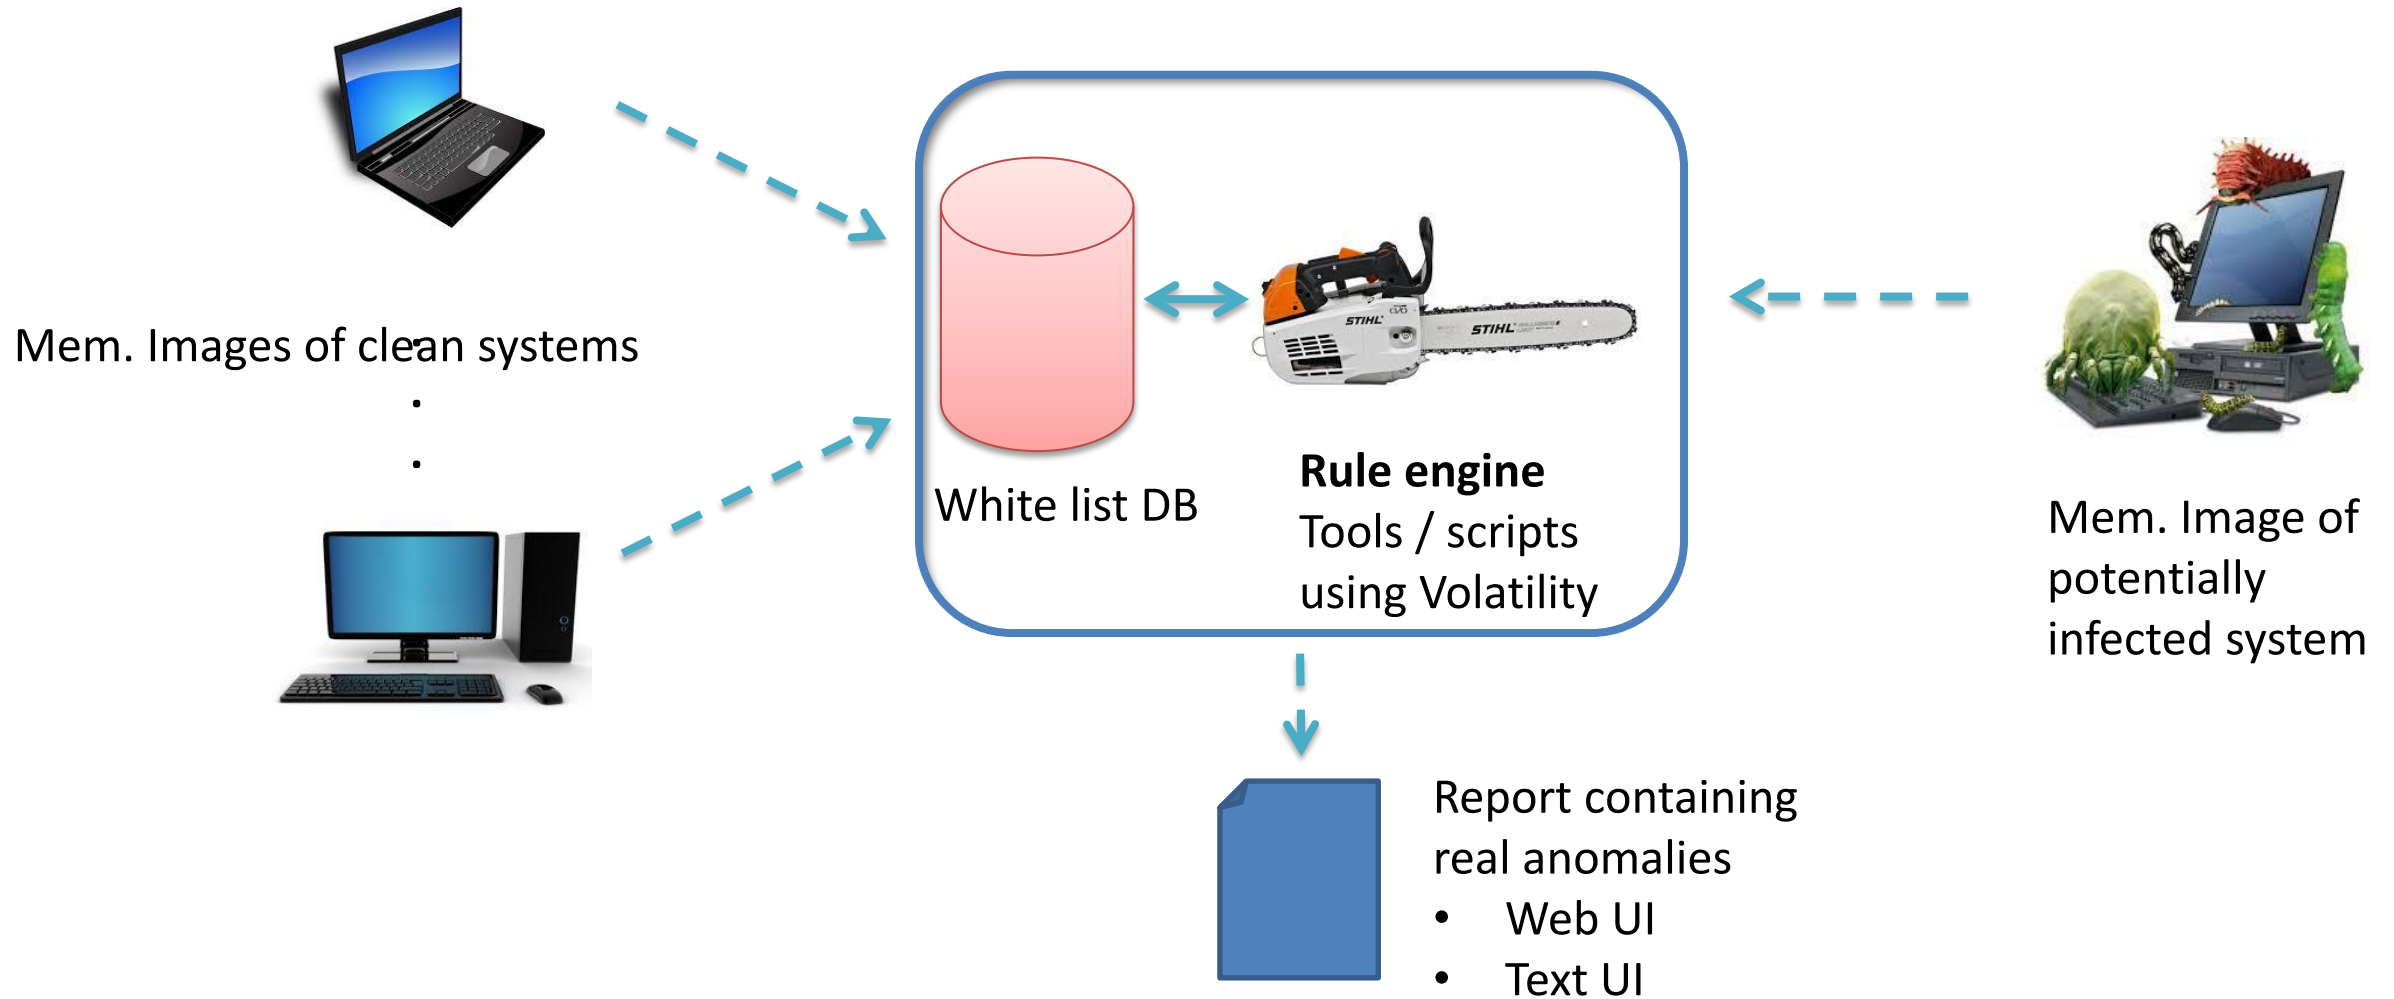 Mem. Images of clean systems
.
.
.
STIHL
STIHL
White list DB
Rule engine
Tools / scripts
using Volatility
Mem. Image of
potentially
infected system
Report containing
real anomalies
• Web UI
• Text UI